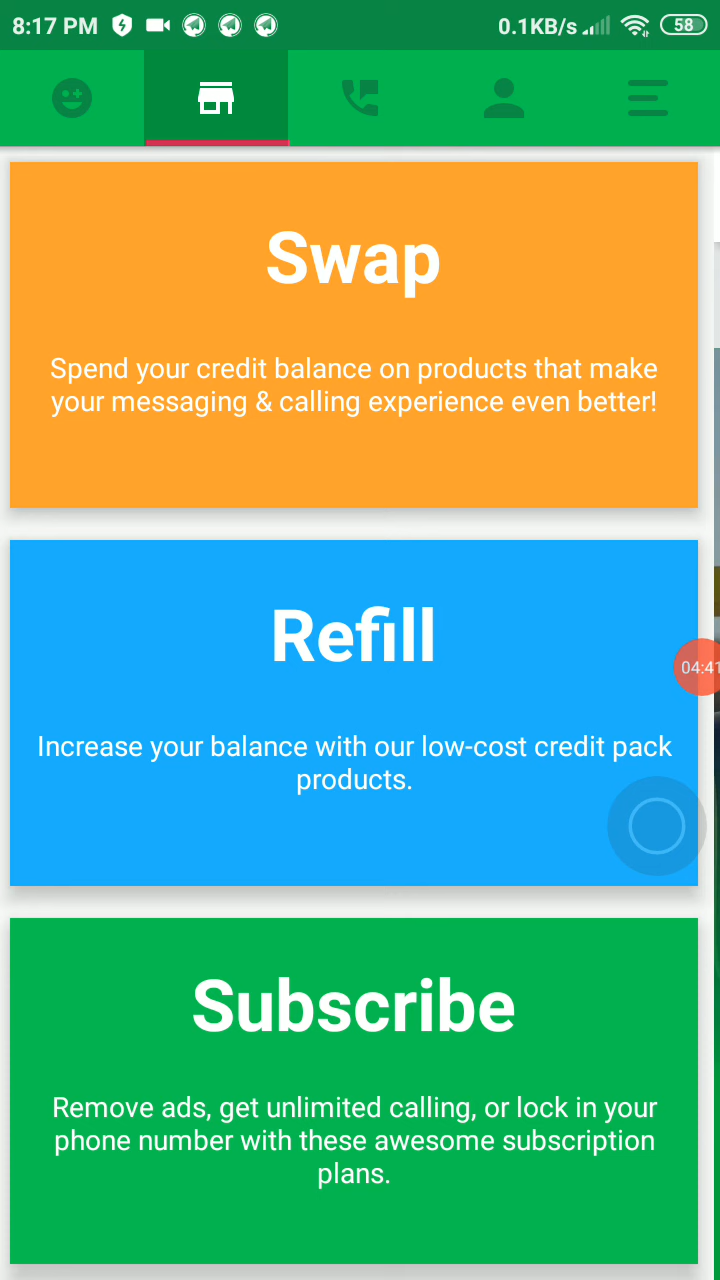 8:17 PM 0.1KB/s 58
Swap
Spend your credit balance on products that make
your messaging & calling experience even better!
Refill
04:41
Increase your balance with our low-cost credit pack
products.
Subscribe
Remove ads, get unlimited calling, or lock in your
phone number with these awesome subscription
plans.